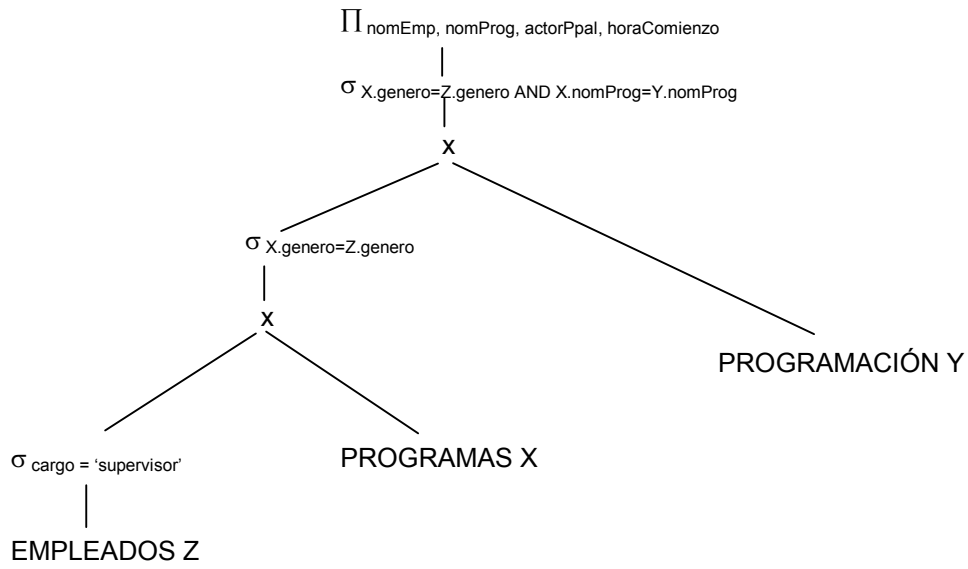 ∏ nomEmp, nomProg, actorPpal, horaComienzo
σ X.genero=Z.genero AND X.nomProg=Y.nomProg
x
σ X.genero=Z.genero
x
PROGRAMACIÓN Y
σ cargo = ‘supervisor’
PROGRAMAS X
EMPLEADOS Z